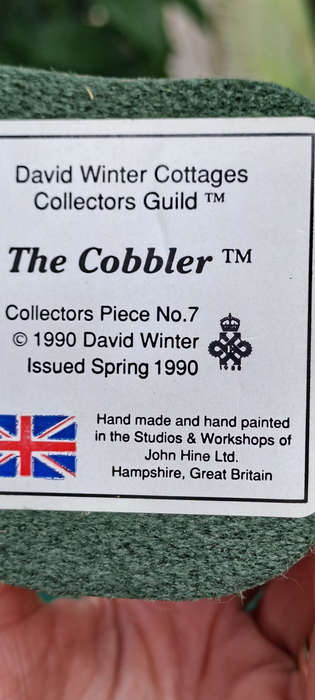 David Winter Cottages
Collectors Guild ™
The Cobbler ™
Collectors Piece No.7
© 1990 David Winter
Issued Spring 1990
Hand made and hand painted
in the Studios & Workshops of
John Hine Ltd.
Hampshire, Great Britain